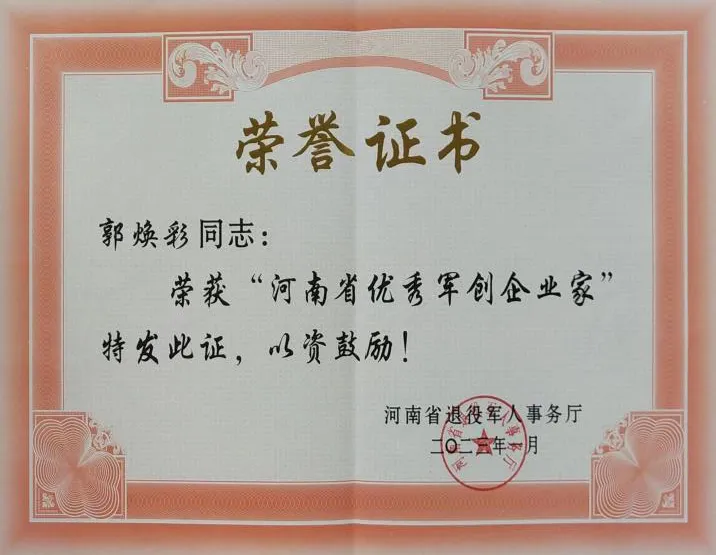 荣誉证书
郭焕彩同志：
荣获“河南省优秀军创企业家”
特发此证，以资鼓励！
河南省退役军人事务厅
二〇二三年一月